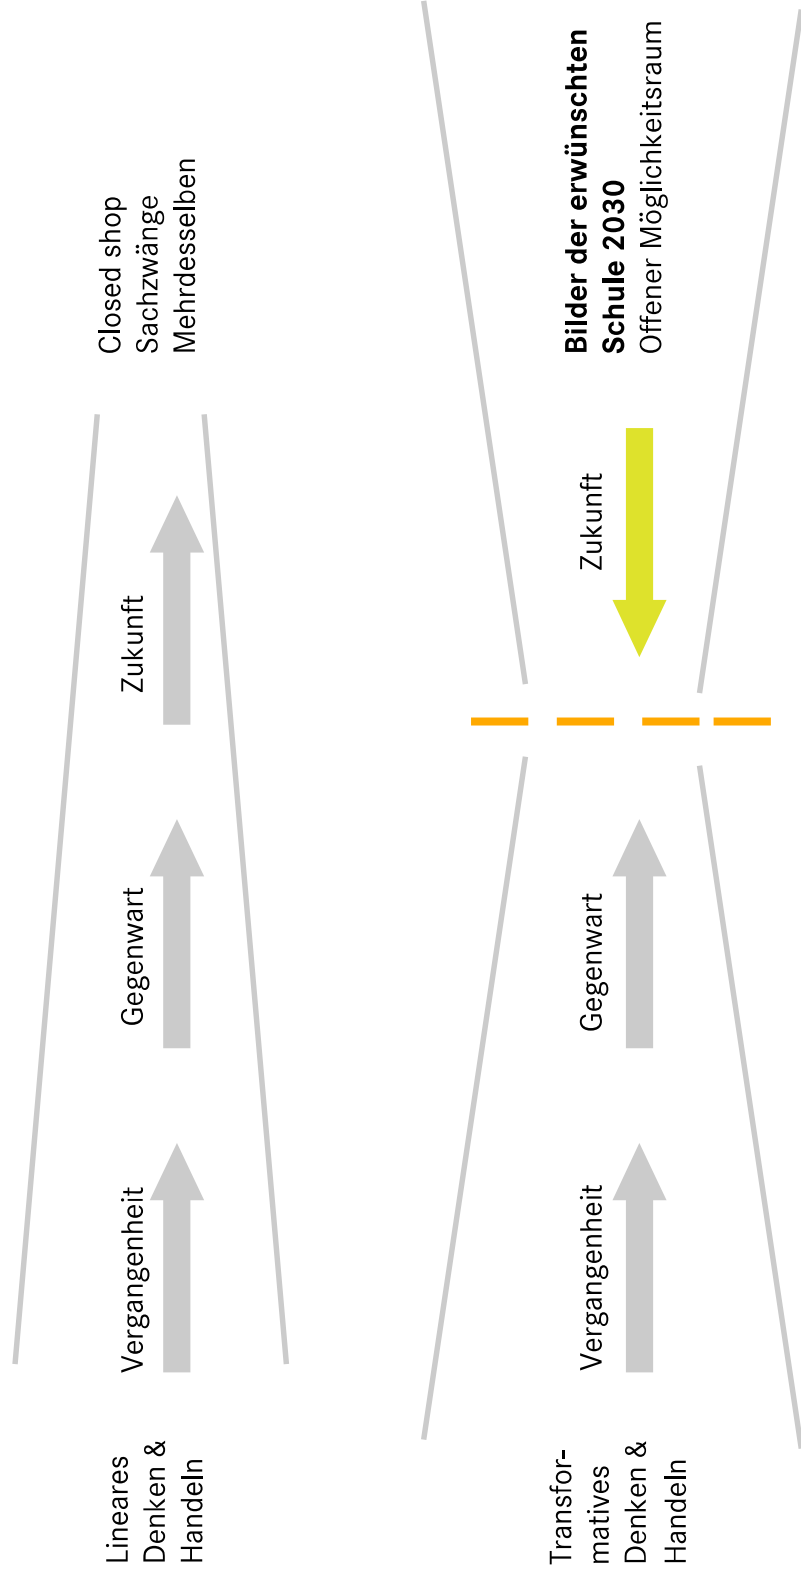 Lineares
Denken &
Handeln
Vergangenheit
Gegenwart
Zukunft
Closed shop
Sachzwänge
Mehrdesselben
Transfor-
matives
Denken &
Handeln
Vergangenheit
Gegenwart
Zukunft
Bilder der erwünschten
Schule 2030
Offener Möglichkeitsraum